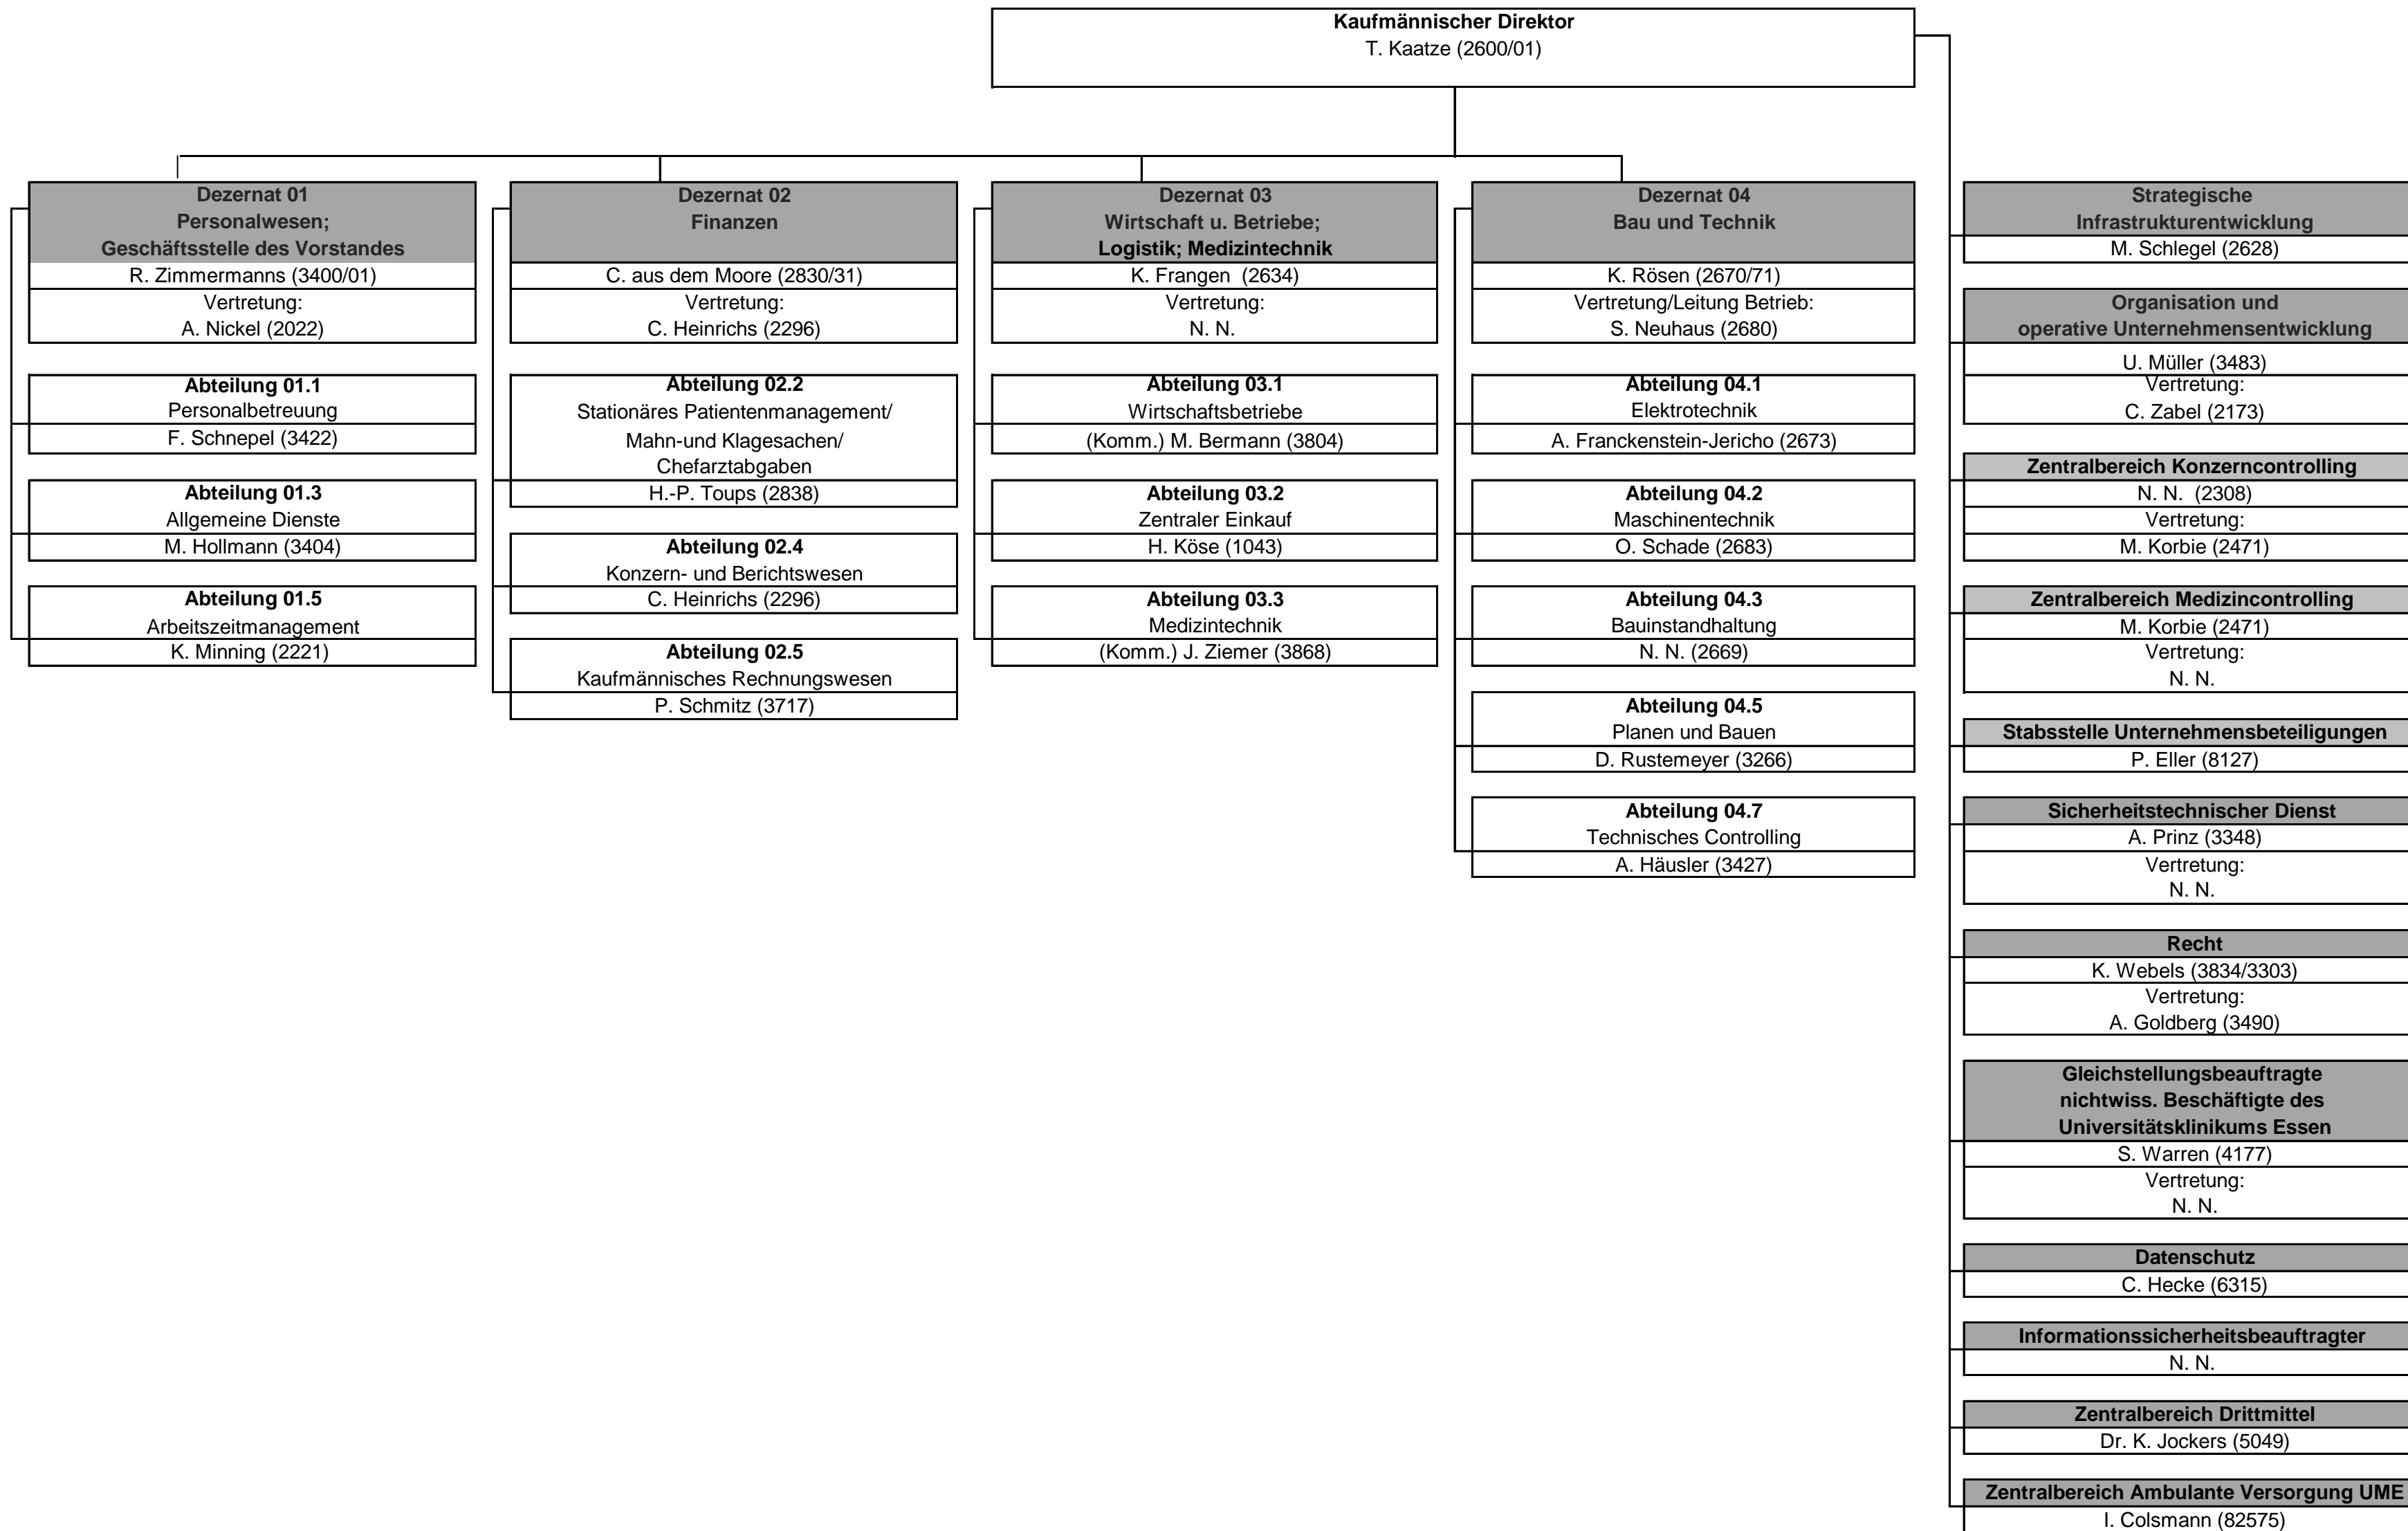 Kaufmännischer Direktor
T. Kaatze (2600/01)
Dezernat 01
Personalwesen;
Geschäftsstelle des Vorstandes
R. Zimmermanns (3400/01)
Vertretung:
A. Nickel (2022)
Abteilung 01.1
Personalbetreuung
F. Schnepel (3422)
Abteilung 01.3
Allgemeine Dienste
M. Hollmann (3404)
Abteilung 01.5
Arbeitszeitmanagement
K. Minning (2221)
Dezernat 02
Finanzen
C. aus dem Moore (2830/31)
Vertretung:
C. Heinrichs (2296)
Abteilung 02.2
Stationäres Patientenmanagement/
Mahn-und Klagesachen/
Chefarztabgaben
H.-P. Toups (2838)
Abteilung 02.4
Konzern- und Berichtswesen
C. Heinrichs (2296)
Abteilung 02.5
Kaufmännisches Rechnungswesen
P. Schmitz (3717)
Dezernat 03
Wirtschaft u. Betriebe;
Logistik; Medizintechnik
K. Frangen (2634)
Vertretung:
N. N.
Abteilung 03.1
Wirtschaftsbetriebe
(Komm.) M. Bermann (3804)
Abteilung 03.2
Zentraler Einkauf
H. Köse (1043)
Abteilung 03.3
Medizintechnik
(Komm.) J. Ziemer (3868)
Dezernat 04
Bau und Technik
K. Rösen (2670/71)
Vertretung/Leitung Betrieb:
S. Neuhaus (2680)
Abteilung 04.1
Elektrotechnik
A. Franckenstein-Jericho (2673)
Abteilung 04.2
Maschinentechnik
O. Schade (2683)
Abteilung 04.3
Bauinstandhaltung
N. N. (2669)
Abteilung 04.5
Planen und Bauen
D. Rustemeyer (3266)
Abteilung 04.7
Technisches Controlling
A. Häusler (3427)
Strategische
Infrastrukturentwicklung
M. Schlegel (2628)
Organisation und
operative Unternehmensentwicklung
U. Müller (3483)
Vertretung:
C. Zabel (2173)
Zentralbereich Konzerncontrolling
N. N. (2308)
Vertretung:
M. Korbie (2471)
Zentralbereich Medizincontrolling
M. Korbie (2471)
Vertretung:
N. N.
Stabsstelle Unternehmensbeteiligungen
P. Eller (8127)
Sicherheitstechnischer Dienst
A. Prinz (3348)
Vertretung:
N. N.
Recht
K. Webels (3834/3303)
Vertretung:
A. Goldberg (3490)
Gleichstellungsbeauftragte
nichtwiss. Beschäftigte des
Universitätsklinikums Essen
S. Warren (4177)
Vertretung:
N. N.
Datenschutz
C. Hecke (6315)
Informationssicherheitsbeauftragter
N. N.
Zentralbereich Drittmittel
Dr. K. Jockers (5049)
Zentralbereich Ambulante Versorgung UME
I. Colsmann (82575)